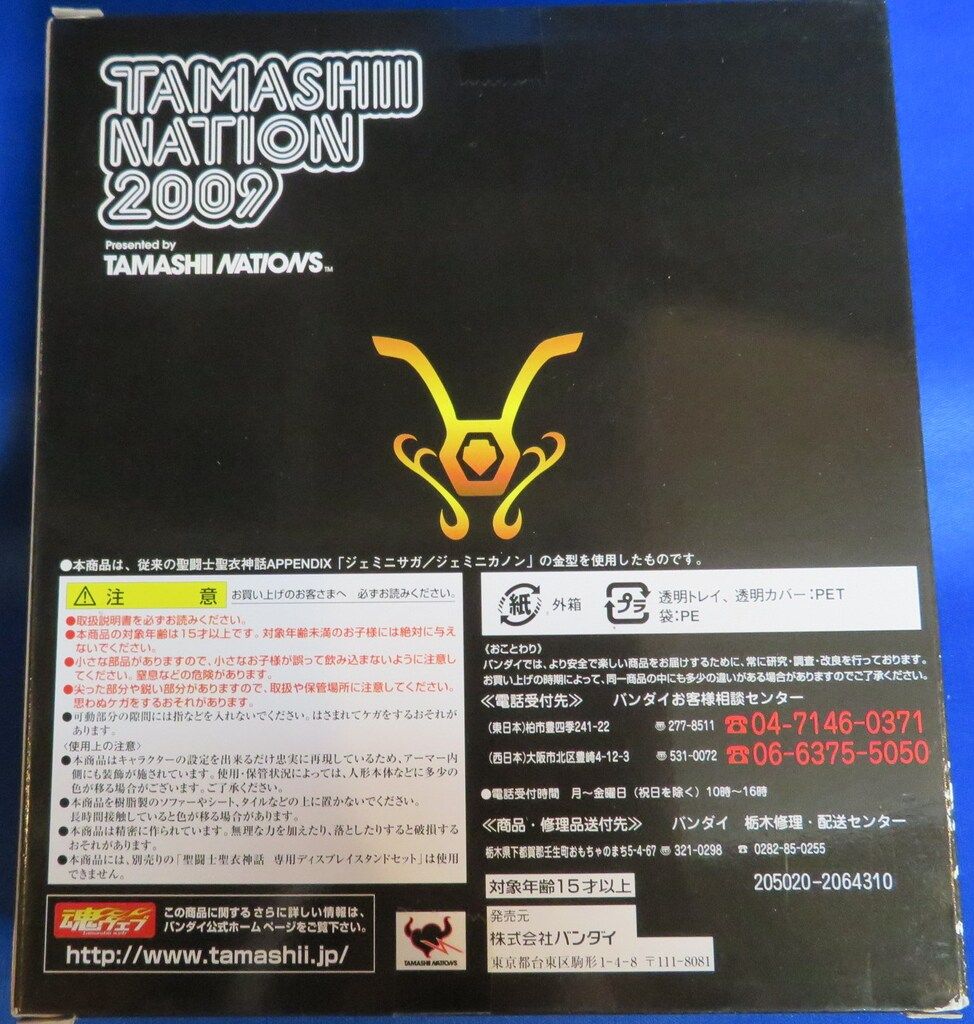 TAMASHII
NATION
2009
Presented by
TAMASHII NATIONS™
●本商品は、従来の聖闘士聖衣神話APPENDIX「ジェミニサガ／ジェミニカノン」の金型を使用したものです。
⚠注　意 お買い上げのお客さまへ 必ずお読みください。
●取扱説明書を必ずお読みください。
●本商品の対象年齢は15才以上です。対象年齢未満のお子様には絶対に与え
ないでください。
●小さな部品がありますので、小さなお子様が誤って飲み込まないように注意し
てください。窒息などの危険があります。
●尖った部分や鋭い部分がありますので、取扱や保管場所に注意してください。
思わぬケガをするおそれがあります。
●可動部分の隙間には指などを入れないでください。はさまれてケガをするおそれが
あります。
〈使用上の注意〉
●本商品はキャラクターの設定を出来るだけ忠実に再現しているため、アーマー内
側にも装飾が施されています。使用・保管状況によっては、人形本体などに多少の
色が移る場合がございます。ご了承ください。
●本商品を樹脂製のソファーやシート、タイルなどの上に置かないでください。
長時間接触していると色が移る場合があります。
●本商品は精密に作られています。無理な力を加えたり、落としたりすると破損する
おそれがあります。
●本商品には、別売りの「聖闘士聖衣神話 専用ディスプレイスタンドセット」は使用
できません。
魂ウェブ
Tamashii web
この商品に関する さらに詳しい情報は、
バンダイ公式ホームページをご覧下さい。
http://www.tamashii.jp/
TAMASHII NATIONS
紙 外箱
プラ 透明トレイ、透明カバー：PET
袋：PE
《おことわり》
バンダイでは、より安全で楽しい商品をお届けするために、常に研究・調査・改良を行っております。
お買い上げの時期によって、同一商品の中にも多少の違いがある場合がありますのでご了承ください。
≪電話受付先≫ バンダイお客様相談センター
(東日本)柏市豊四季241-22 〠277-8511 ☎04-7146-0371
(西日本)大阪市北区豊崎4-12-3 〠531-0072 ☎06-6375-5050
●電話受付時間 月〜金曜日（祝日を除く）10時〜16時
≪商品・修理品送付先≫ バンダイ 栃木修理・配送センター
栃木県下都賀郡壬生町おもちゃのまち5-4-67 〠321-0298 ☎0282-85-0255
対象年齢15才以上
205020-2064310
発売元
株式会社バンダイ
東京都台東区駒形1-4-8 〒111-8081